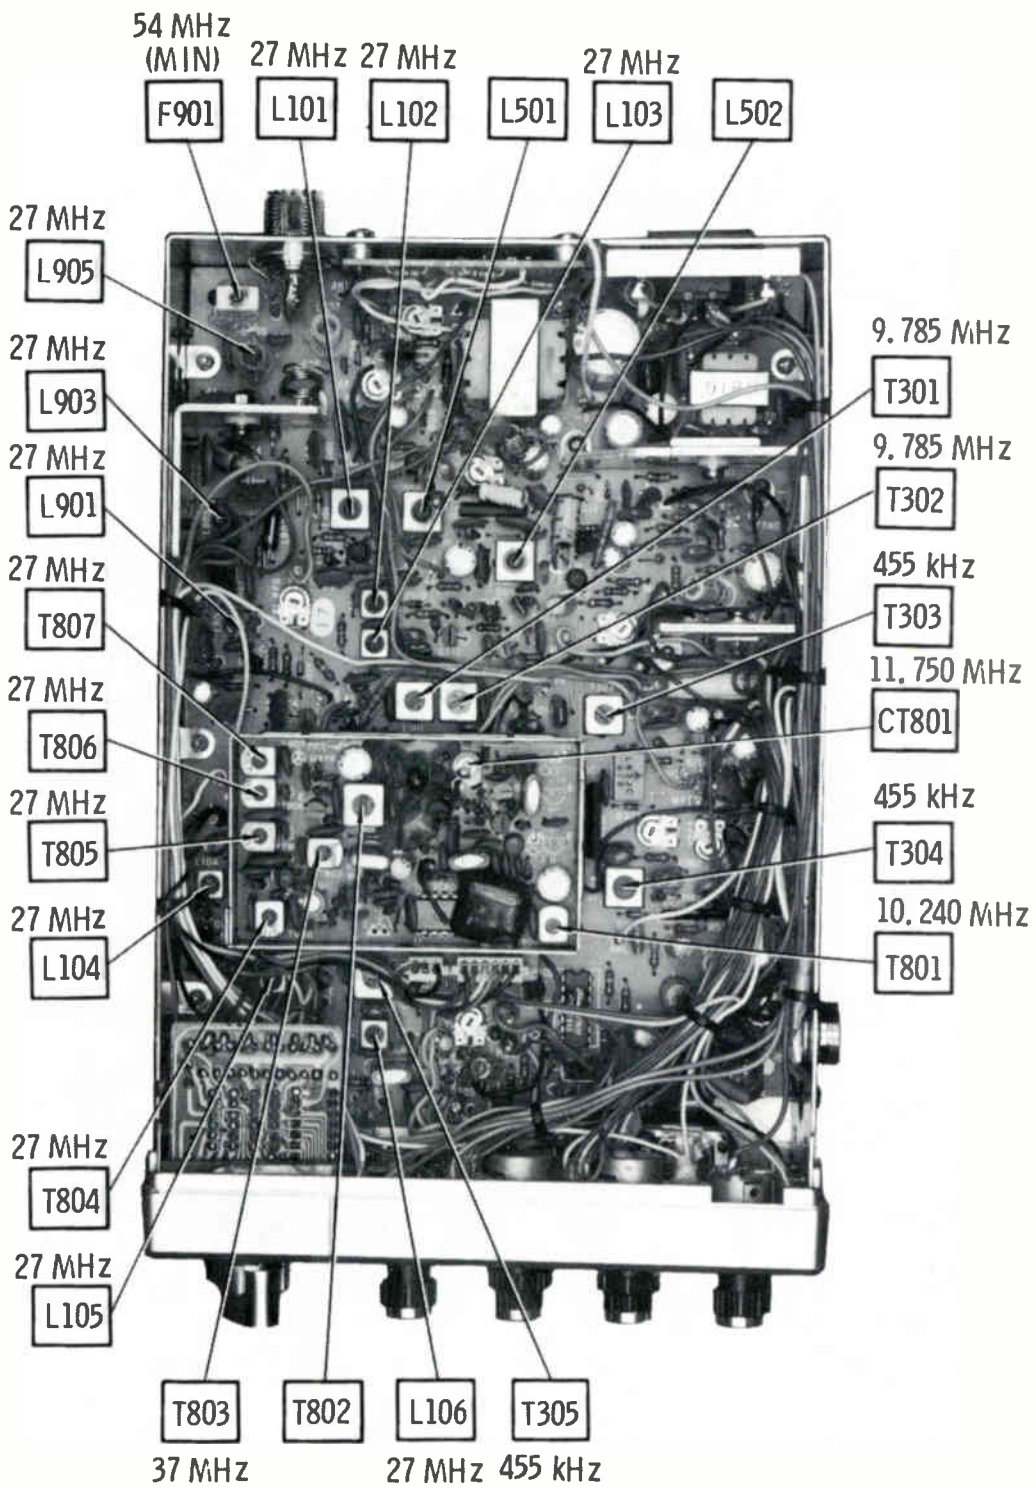 54 MHz
(MIN)
F901
27 MHz
L101
27 MHz
L102
L501
27 MHz
L103
L502
27 MHz
L905
27 MHz
L903
27 MHz
L901
27 MHz
T807
27 MHz
T806
27 MHz
T805
27 MHz
L104
27 MHz
T804
27 MHz
L105
9.785 MHz
T301
9.785 MHz
T302
455 kHz
T303
11.750 MHz
CT801
455 kHz
T304
10.240 MHz
T801
T803
37 MHz
T802
L106
27 MHz
T305
455 kHz